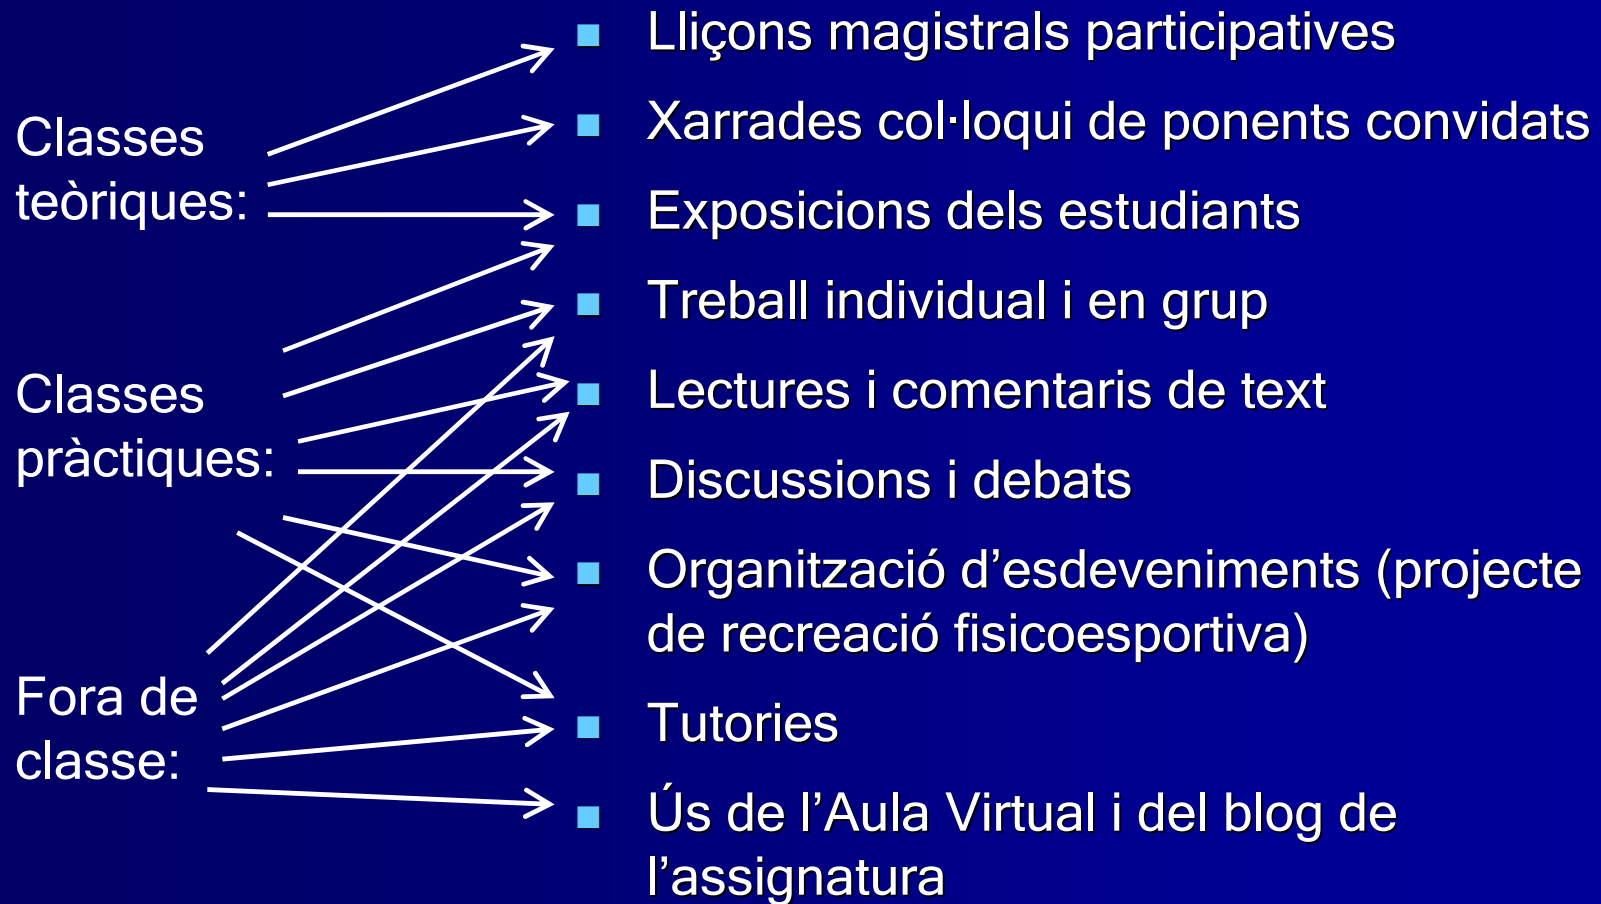 Classes
teòriques:
Classes
pràctiques:
Fora de
classe:
Lliçons magistrals participatives
Xarrades col·loqui de ponents convidats
Exposicions dels estudiants
Treball individual i en grup
Lectures i comentaris de text
Discussions i debats
Organització d’esdeveniments (projecte
de recreació fisicoesportiva)
Tutories
Ús de l’Aula Virtual i del blog de
l’assignatura